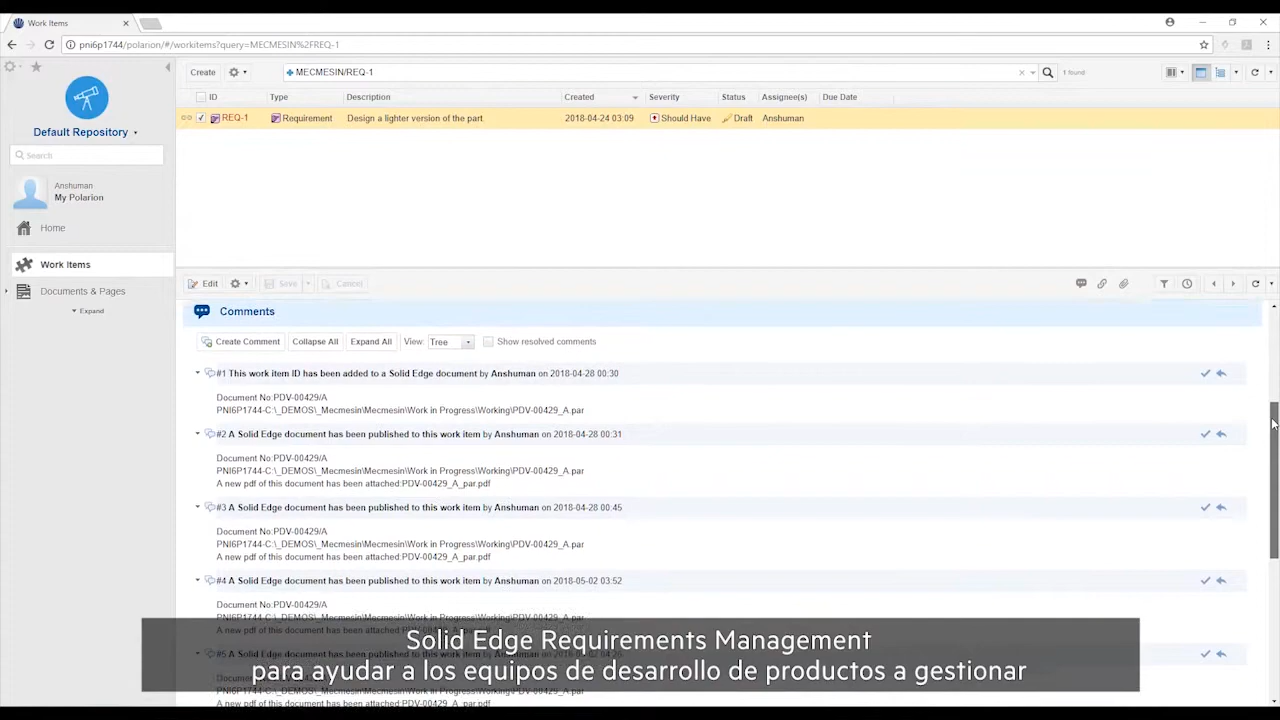 Work Items
pni6p1744/polarion/#/workitems?query=MECMESIN%2FREQ-1
Default Repository
Search
Anshuman
My Polarion
Home
Work Items
Documents & Pages
Expand
Create
MECMESIN/REQ-1
1 found
ID Type Description Created Severity Status Assignee(s) Due Date
REQ-1 Requirement Design a lighter version of the part 2018-04-24 03:09 Should Have Draft Anshuman
Edit Save Cancel
Comments
Create Comment Collapse All Expand All View: Tree Show resolved comments
#1 This work item ID has been added to a Solid Edge document by Anshuman on 2018-04-28 00:30
Document No:PDV-00429/A
PNI6P1744-C:\_DEMOS\_Mecmesin\Mecmesin\Work in Progress\Working\PDV-00429_A.par
#2 A Solid Edge document has been published to this work item by Anshuman on 2018-04-28 00:31
Document No:PDV-00429/A
PNI6P1744-C:\_DEMOS\_Mecmesin\Mecmesin\Work in Progress\Working\PDV-00429_A.par
A new pdf of this document has been attached:PDV-00429_A_par.pdf
#3 A Solid Edge document has been published to this work item by Anshuman on 2018-04-28 00:45
Document No:PDV-00429/A
PNI6P1744-C:\_DEMOS\_Mecmesin\Mecmesin\Work in Progress\Working\PDV-00429_A.par
A new pdf of this document has been attached:PDV-00429_A_par.pdf
#4 A Solid Edge document has been published to this work item by Anshuman on 2018-05-02 03:52
Document No:PDV-00429/A
Solid Edge Requirements Management
para ayudar a los equipos de desarrollo de productos a gestionar